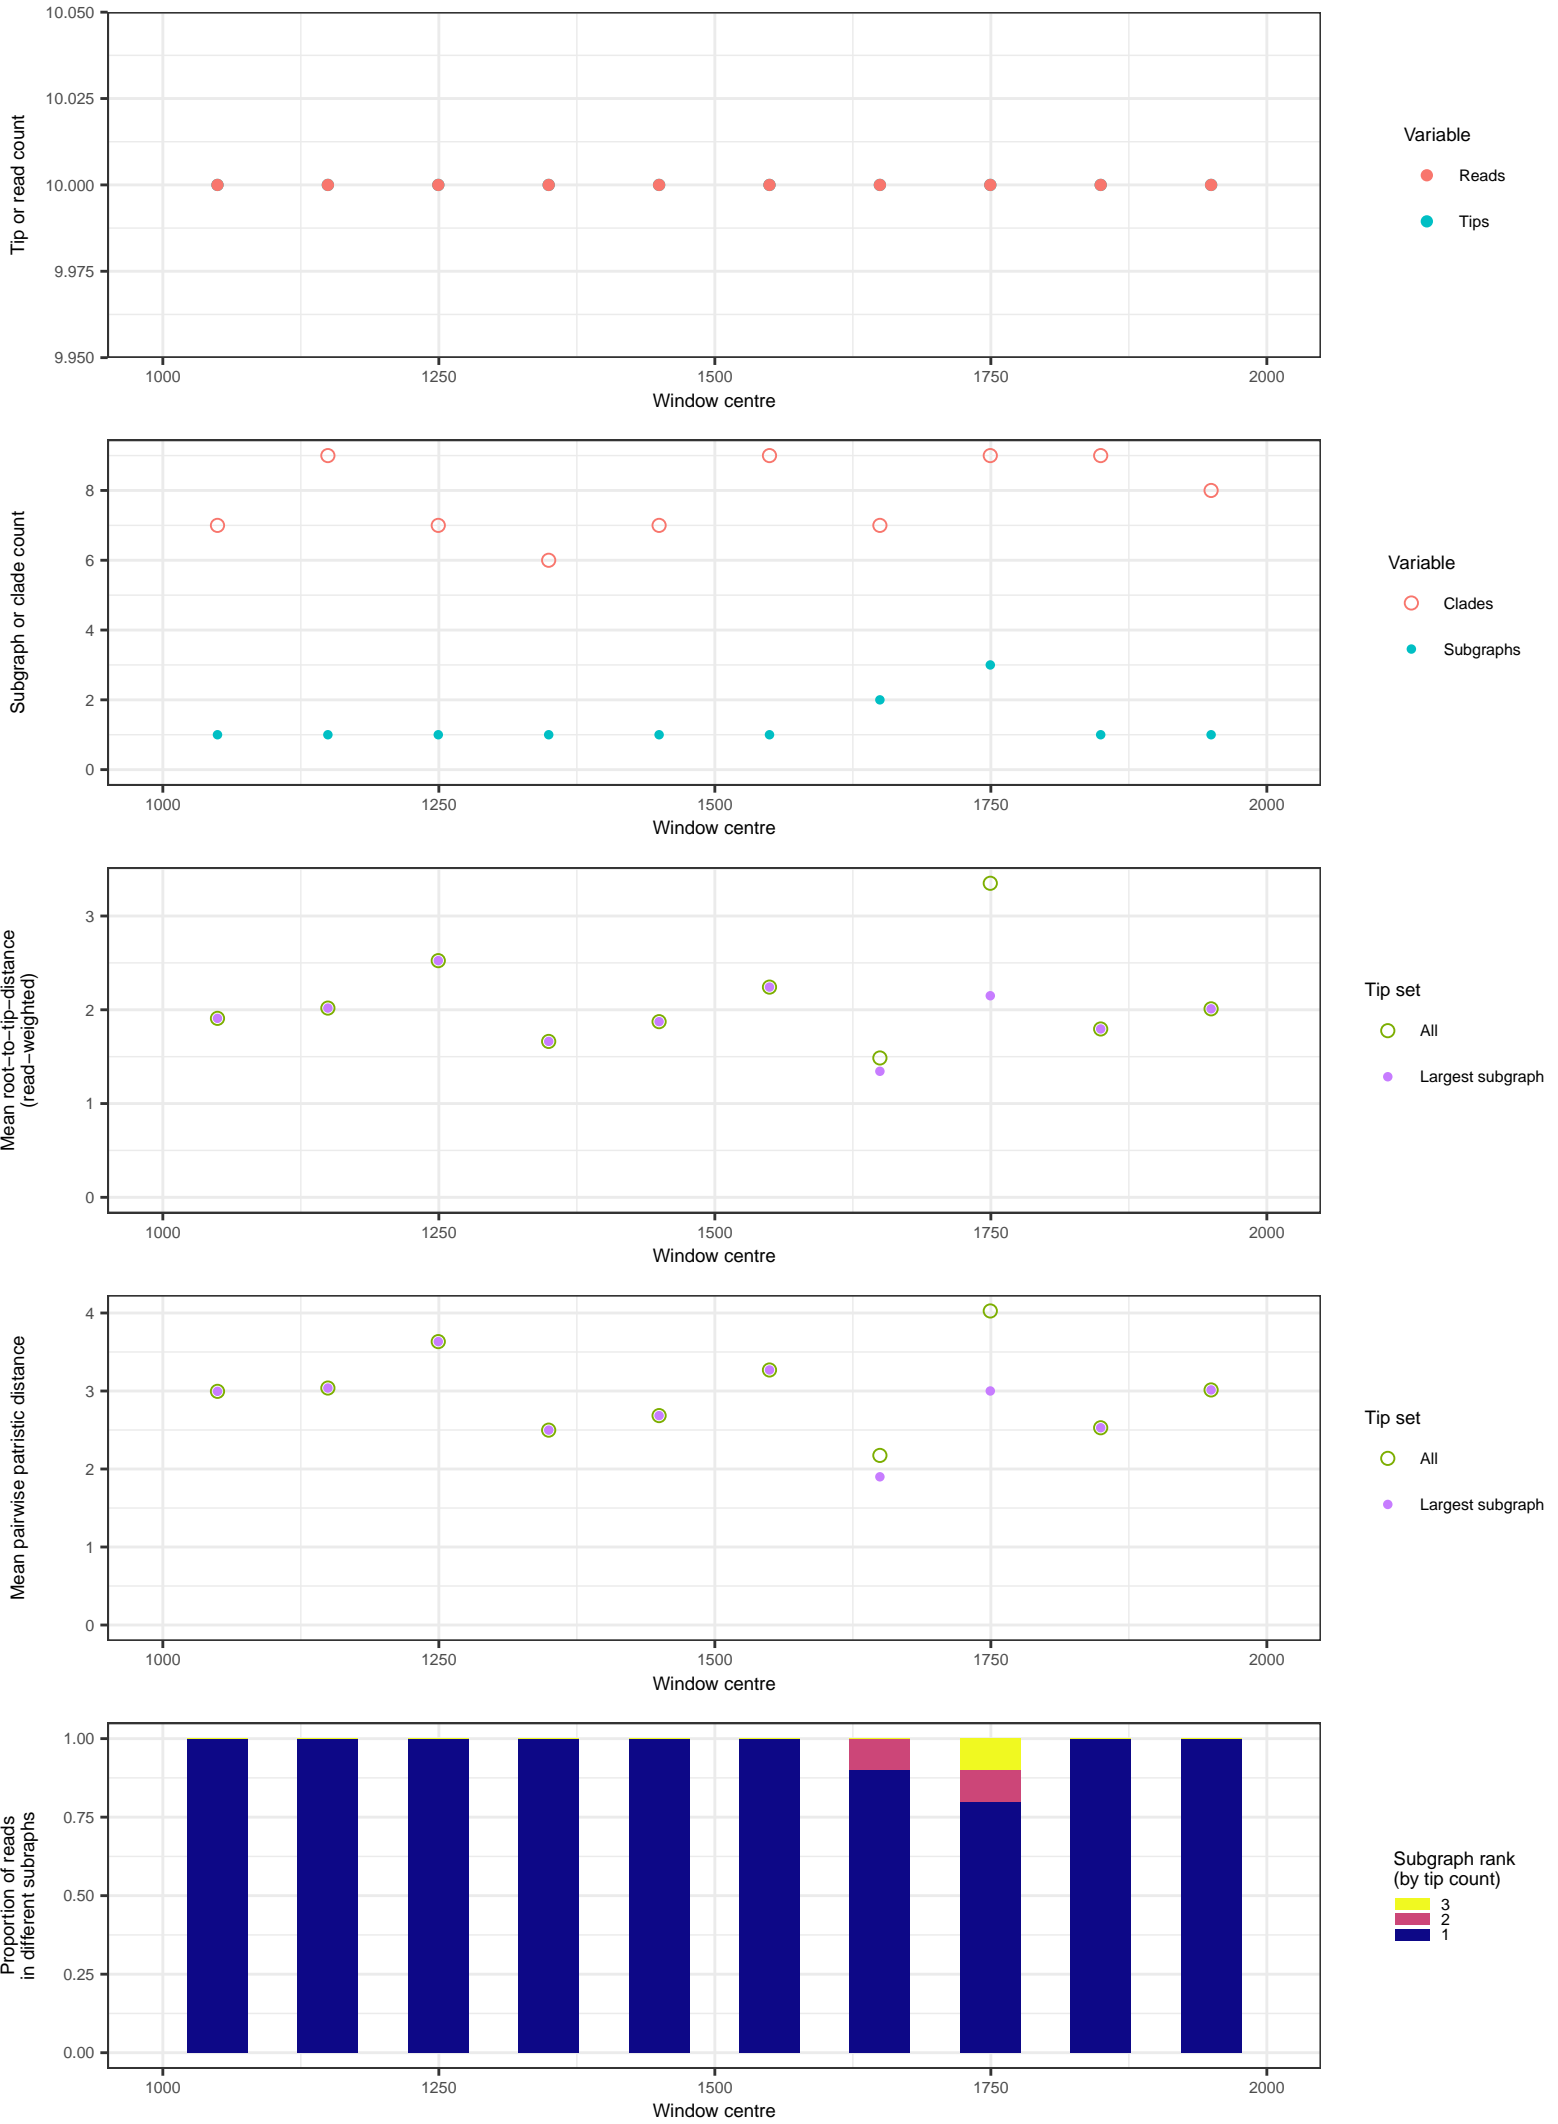 10.050
10.025
10.000
9.975
9.950
Tip or read count
1000 1250 1500 1750 2000
Window centre
Variable
Reads
Tips
8
6
4
2
0
Subgraph or clade count
1000 1250 1500 1750 2000
Window centre
Variable
Clades
Subgraphs
3
2
1
0
Mean root−to−tip−distance
(read−weighted)
1000 1250 1500 1750 2000
Window centre
Tip set
All
Largest subgraph
4
3
2
1
0
Mean pairwise patristic distance
1000 1250 1500 1750 2000
Window centre
Tip set
All
Largest subgraph
1.00
0.75
0.50
0.25
0.00
Proportion of reads
in different subraphs
1000 1250 1500 1750 2000
Window centre
Subgraph rank
(by tip count)
3
2
1